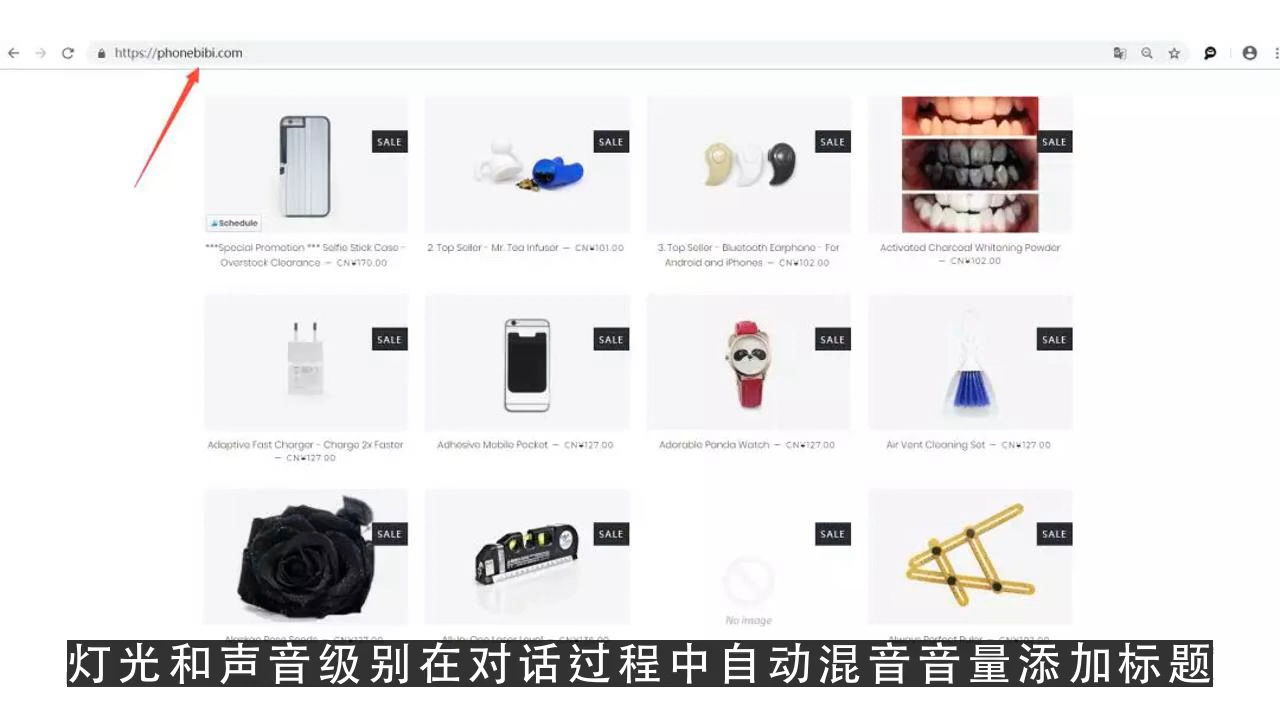 https://phonebibi.com
SALE
SALE
SALE
SALE
Schedule
***Special Promotion *** Selfie Stick Case -
Overstock Clearance — CN¥170.00
2. Top Seller - Mr. Tea Infuser — CN¥101.00
3. Top Seller - Bluetooth Earphone - For
Android and iPhones — CN¥102.00
Activated Charcoal Whitening Powder
— CN¥102.00
SALE
SALE
SALE
SALE
Adaptive Fast Charger - Charge 2x Faster
— CN¥127.00
Adhesive Mobile Pocket — CN¥127.00
Adorable Panda Watch — CN¥127.00
Air Vent Cleaning Set — CN¥127.00
SALE
SALE
SALE
SALE
No image
灯光和声音级别在对话过程中自动混音音量添加标题